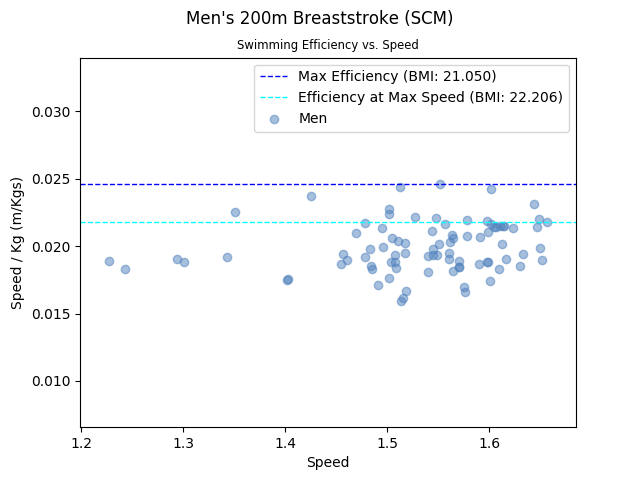 Men's 200m Breaststroke (SCM)
Swimming Efficiency vs. Speed
Max Efficiency (BMI: 21.050)
Efficiency at Max Speed (BMI: 22.206)
Men
Speed / Kg (m/Kgs)
0.030
0.025
0.020
0.015
0.010
1.2 1.3 1.4 1.5 1.6
Speed